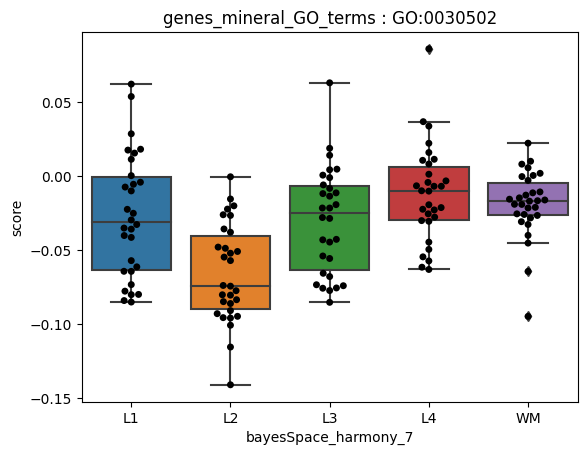 genes_mineral_GO_terms : GO:0030502
score
0.05
0.00
−0.05
−0.10
−0.15
L1 L2 L3 L4 WM
bayesSpace_harmony_7